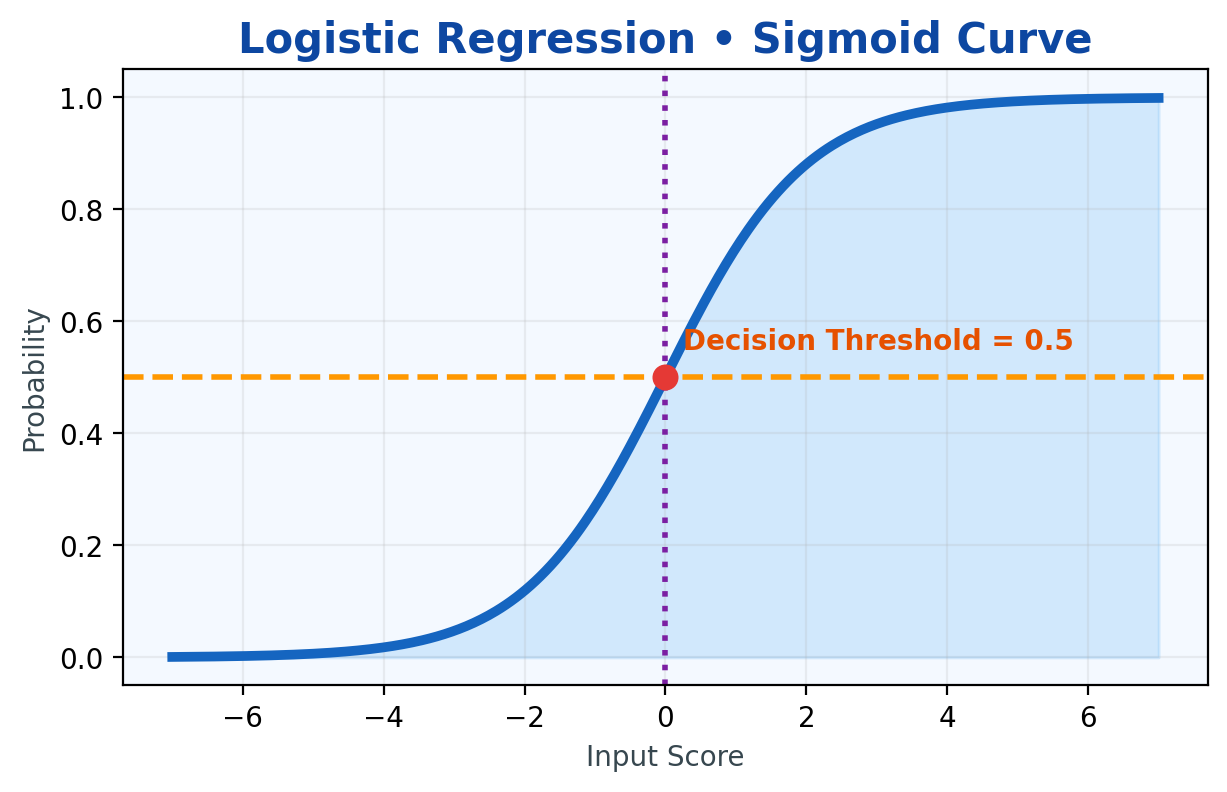 Logistic Regression • Sigmoid Curve
1.0
0.8
0.6
Decision Threshold = 0.5
0.4
0.2
0.0
Probability
−6 −4 −2 0 2 4 6
Input Score